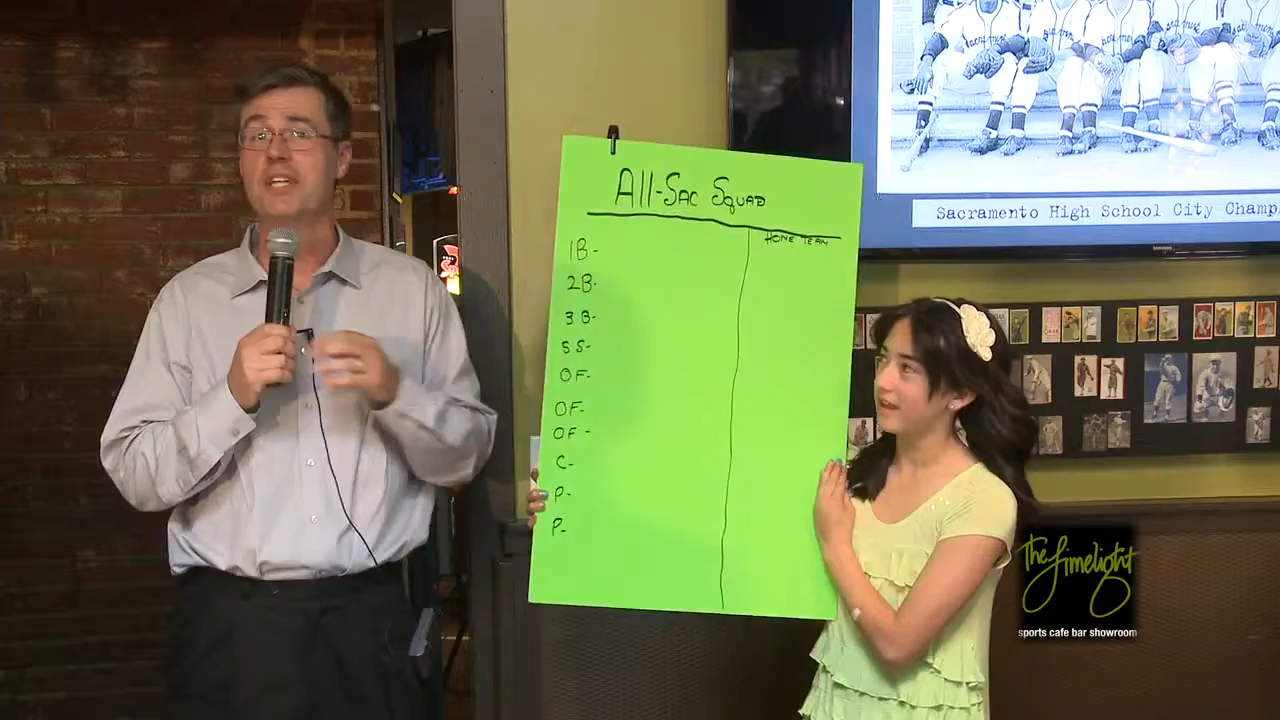 All-Sac Squad
HOME TEAM
1B-
2B-
3B-
SS-
OF-
OF-
OF-
C-
P-
P-
Sacramento High School City Champ
SAMSUNG
The Limelight
sports cafe bar showroom